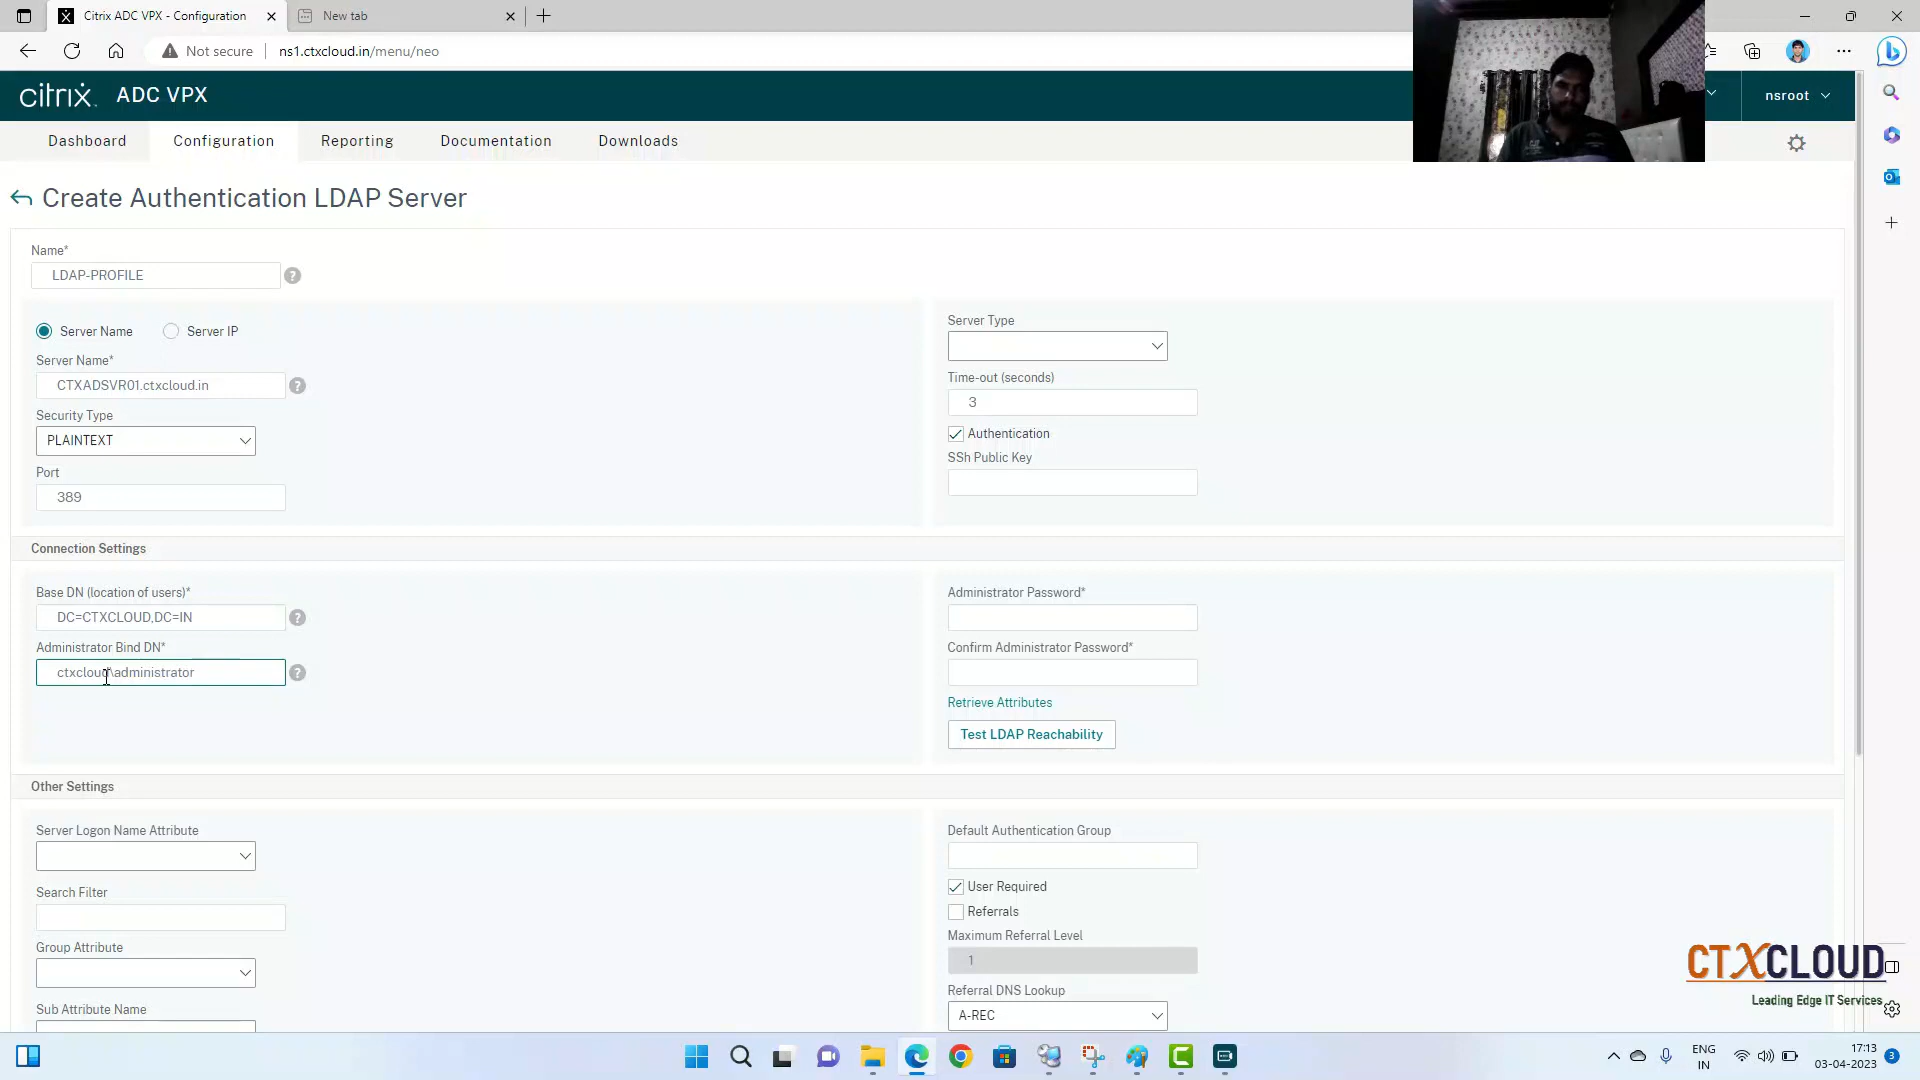 Citrix ADC VPX - Configuration
New tab
Not secure
ns1.ctxcloud.in/menu/neo
citrix. ADC VPX
nsroot
Dashboard
Configuration
Reporting
Documentation
Downloads
Create Authentication LDAP Server
Name*
LDAP-PROFILE
Server Name
Server IP
Server Name*
CTXADSVR01.ctxcloud.in
Security Type
PLAINTEXT
Port
389
Server Type
Time-out (seconds)
3
Authentication
SSh Public Key
Connection Settings
Base DN (location of users)*
DC=CTXCLOUD,DC=IN
Administrator Bind DN*
ctxcloud\administrator
Administrator Password*
Confirm Administrator Password*
Retrieve Attributes
Test LDAP Reachability
Other Settings
Server Logon Name Attribute
Search Filter
Group Attribute
Sub Attribute Name
Default Authentication Group
User Required
Referrals
Maximum Referral Level
1
Referral DNS Lookup
A-REC
CTXCLOUD
Leading Edge IT Services
ENG
IN
17:13
03-04-2023
3